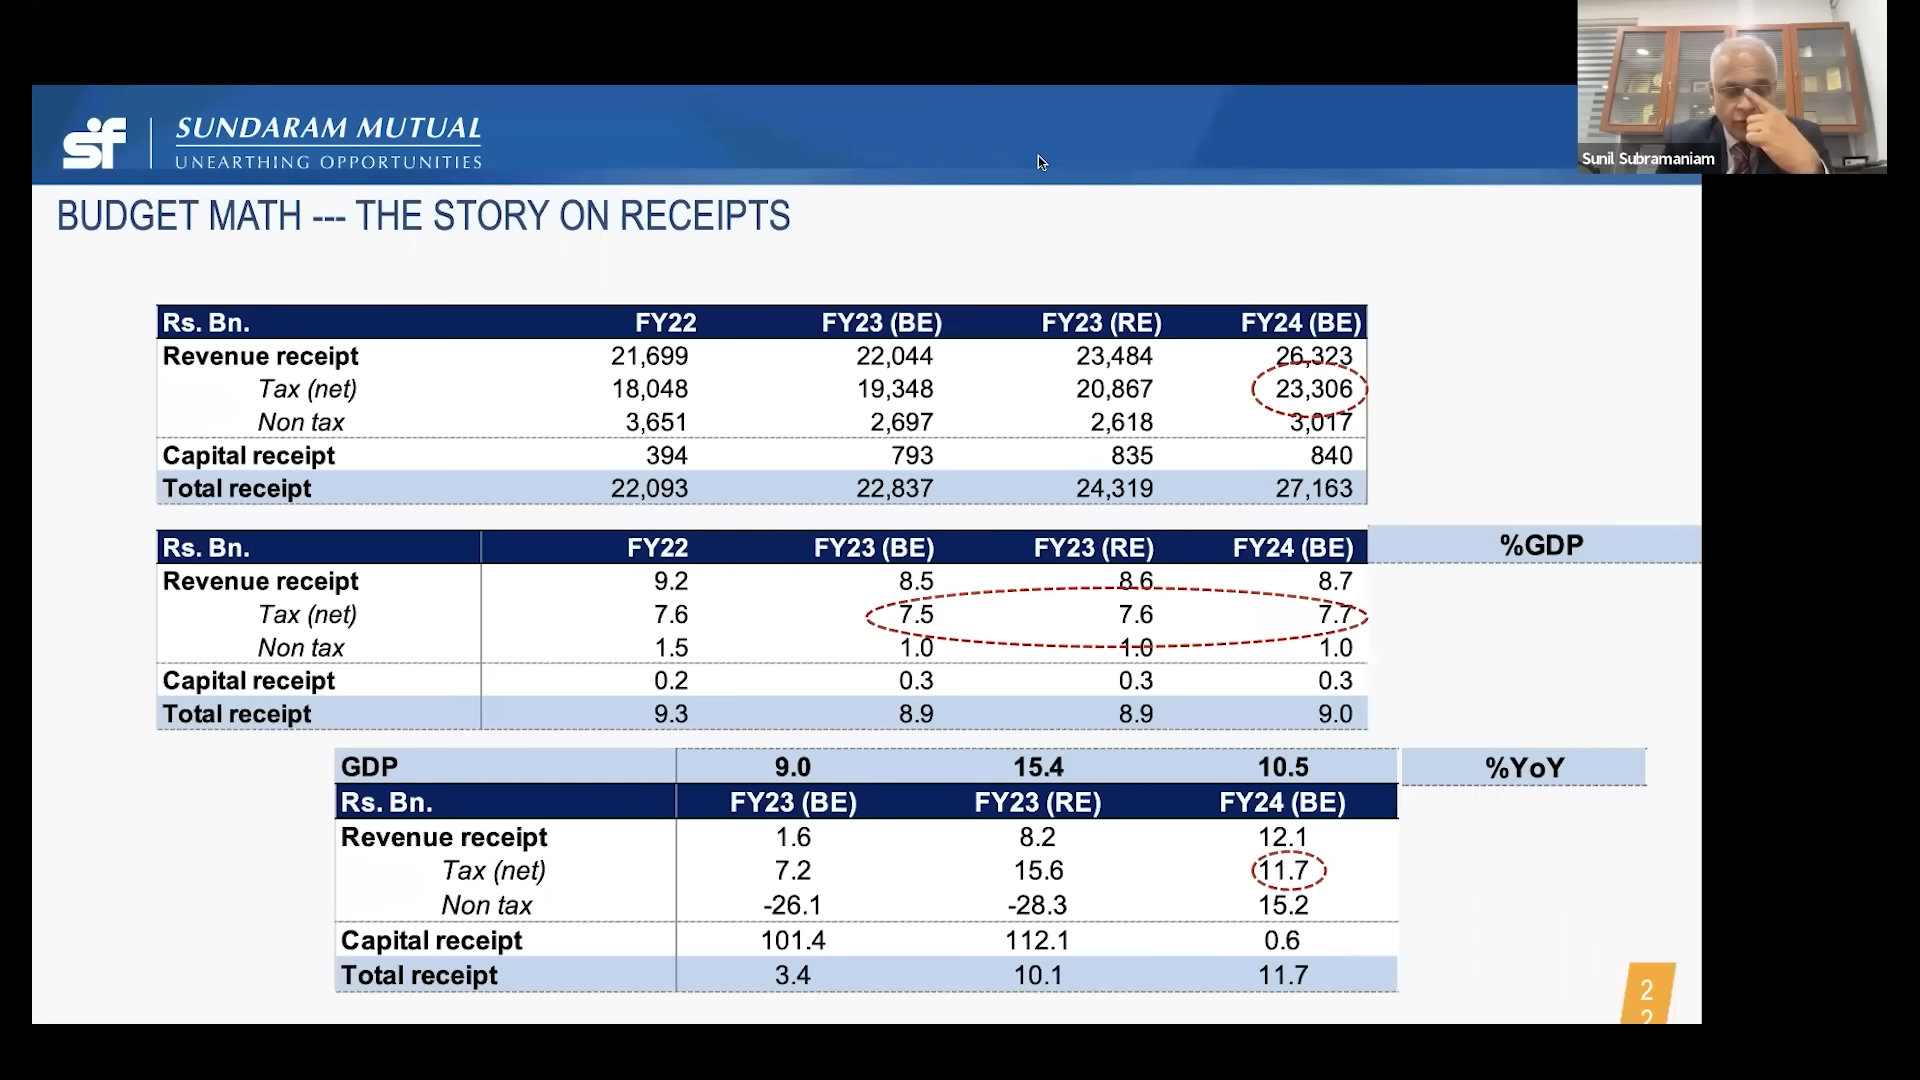 Sunil Subramaniam
sf
SUNDARAM MUTUAL
UNEARTHING OPPORTUNITIES
BUDGET MATH --- THE STORY ON RECEIPTS
Rs. Bn. FY22 FY23 (BE) FY23 (RE) FY24 (BE)
Revenue receipt 21,699 22,044 23,484 26,323
Tax (net) 18,048 19,348 20,867 23,306
Non tax 3,651 2,697 2,618 3,017
Capital receipt 394 793 835 840
Total receipt 22,093 22,837 24,319 27,163
Rs. Bn. FY22 FY23 (BE) FY23 (RE) FY24 (BE) %GDP
Revenue receipt 9.2 8.5 8.6 8.7
Tax (net) 7.6 7.5 7.6 7.7
Non tax 1.5 1.0 1.0 1.0
Capital receipt 0.2 0.3 0.3 0.3
Total receipt 9.3 8.9 8.9 9.0
GDP 9.0 15.4 10.5 %YoY
Rs. Bn. FY23 (BE) FY23 (RE) FY24 (BE)
Revenue receipt 1.6 8.2 12.1
Tax (net) 7.2 15.6 11.7
Non tax -26.1 -28.3 15.2
Capital receipt 101.4 112.1 0.6
Total receipt 3.4 10.1 11.7
2
2